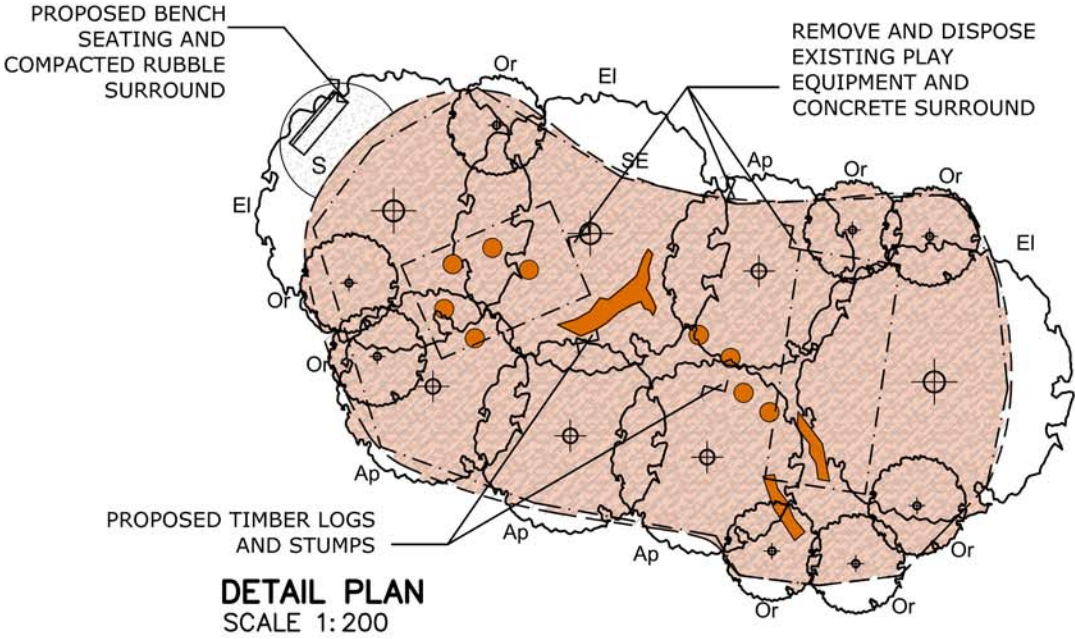 PROPOSED BENCH
SEATING AND
COMPACTED RUBBLE
SURROUND
REMOVE AND DISPOSE
EXISTING PLAY
EQUIPMENT AND
CONCRETE SURROUND
Or
El
SE
Ap
Or
Or
S
El
El
Or
Or
Ap
Ap
Ap
Or
Or
Or
PROPOSED TIMBER LOGS
AND STUMPS
DETAIL PLAN
SCALE 1:200